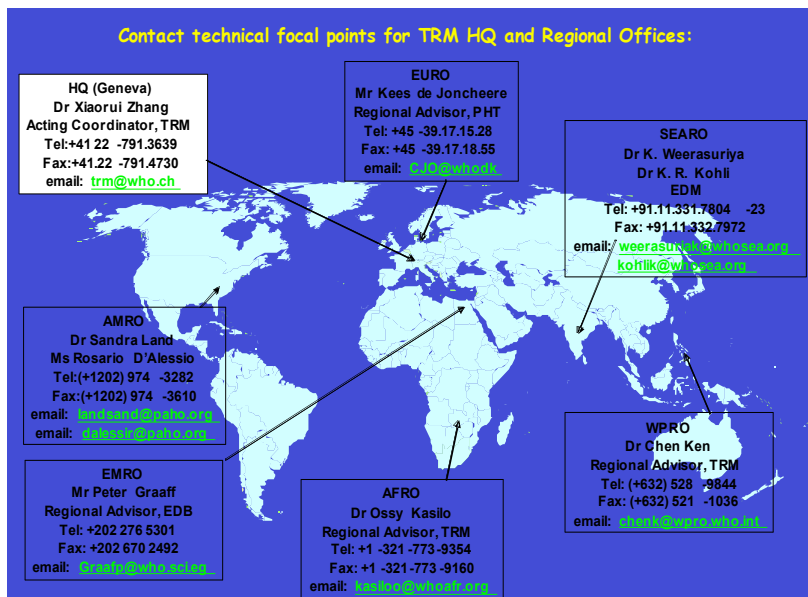 Contact technical focal points for TRM HQ and Regional Offices:
HQ (Geneva)
Dr Xiaorui Zhang
Acting Coordinator, TRM
Tel:+41 22 -791.3639
Fax:+41.22 -791.4730
email: trm@who.ch
EURO
Mr Kees de Joncheere
Regional Advisor, PHT
Tel: +45 -39.17.15.28
Fax: +45 -39.17.18.55
email: CJO@whodk
SEARO
Dr K. Weerasuriya
Dr K. R. Kohli
EDM
Tel: +91.11.331.7804 -23
Fax: +91.11.332.7972
email: weerasuriak@whosea.org
kohlik@whosea.org
AMRO
Dr Sandra Land
Ms Rosario D'Alessio
Tel:(+1202) 974 -3282
Fax:(+1202) 974 -3610
email: landsand@paho.org
email: dalessir@paho.org
EMRO
Mr Peter Graaff
Regional Advisor, EDB
Tel: +202 276 5301
Fax: +202 670 2492
email: Graafp@who.sci.eg
AFRO
Dr Ossy Kasilo
Regional Advisor, TRM
Tel: +1 -321 -773 -9354
Fax: +1 -321 -773 -9160
email: kasiloo@whoafr.org
WPRO
Dr Chen Ken
Regional Advisor, TRM
Tel: (+632) 528 -9844
Fax: (+632) 521 -1036
email: chenk@wpro.who.int